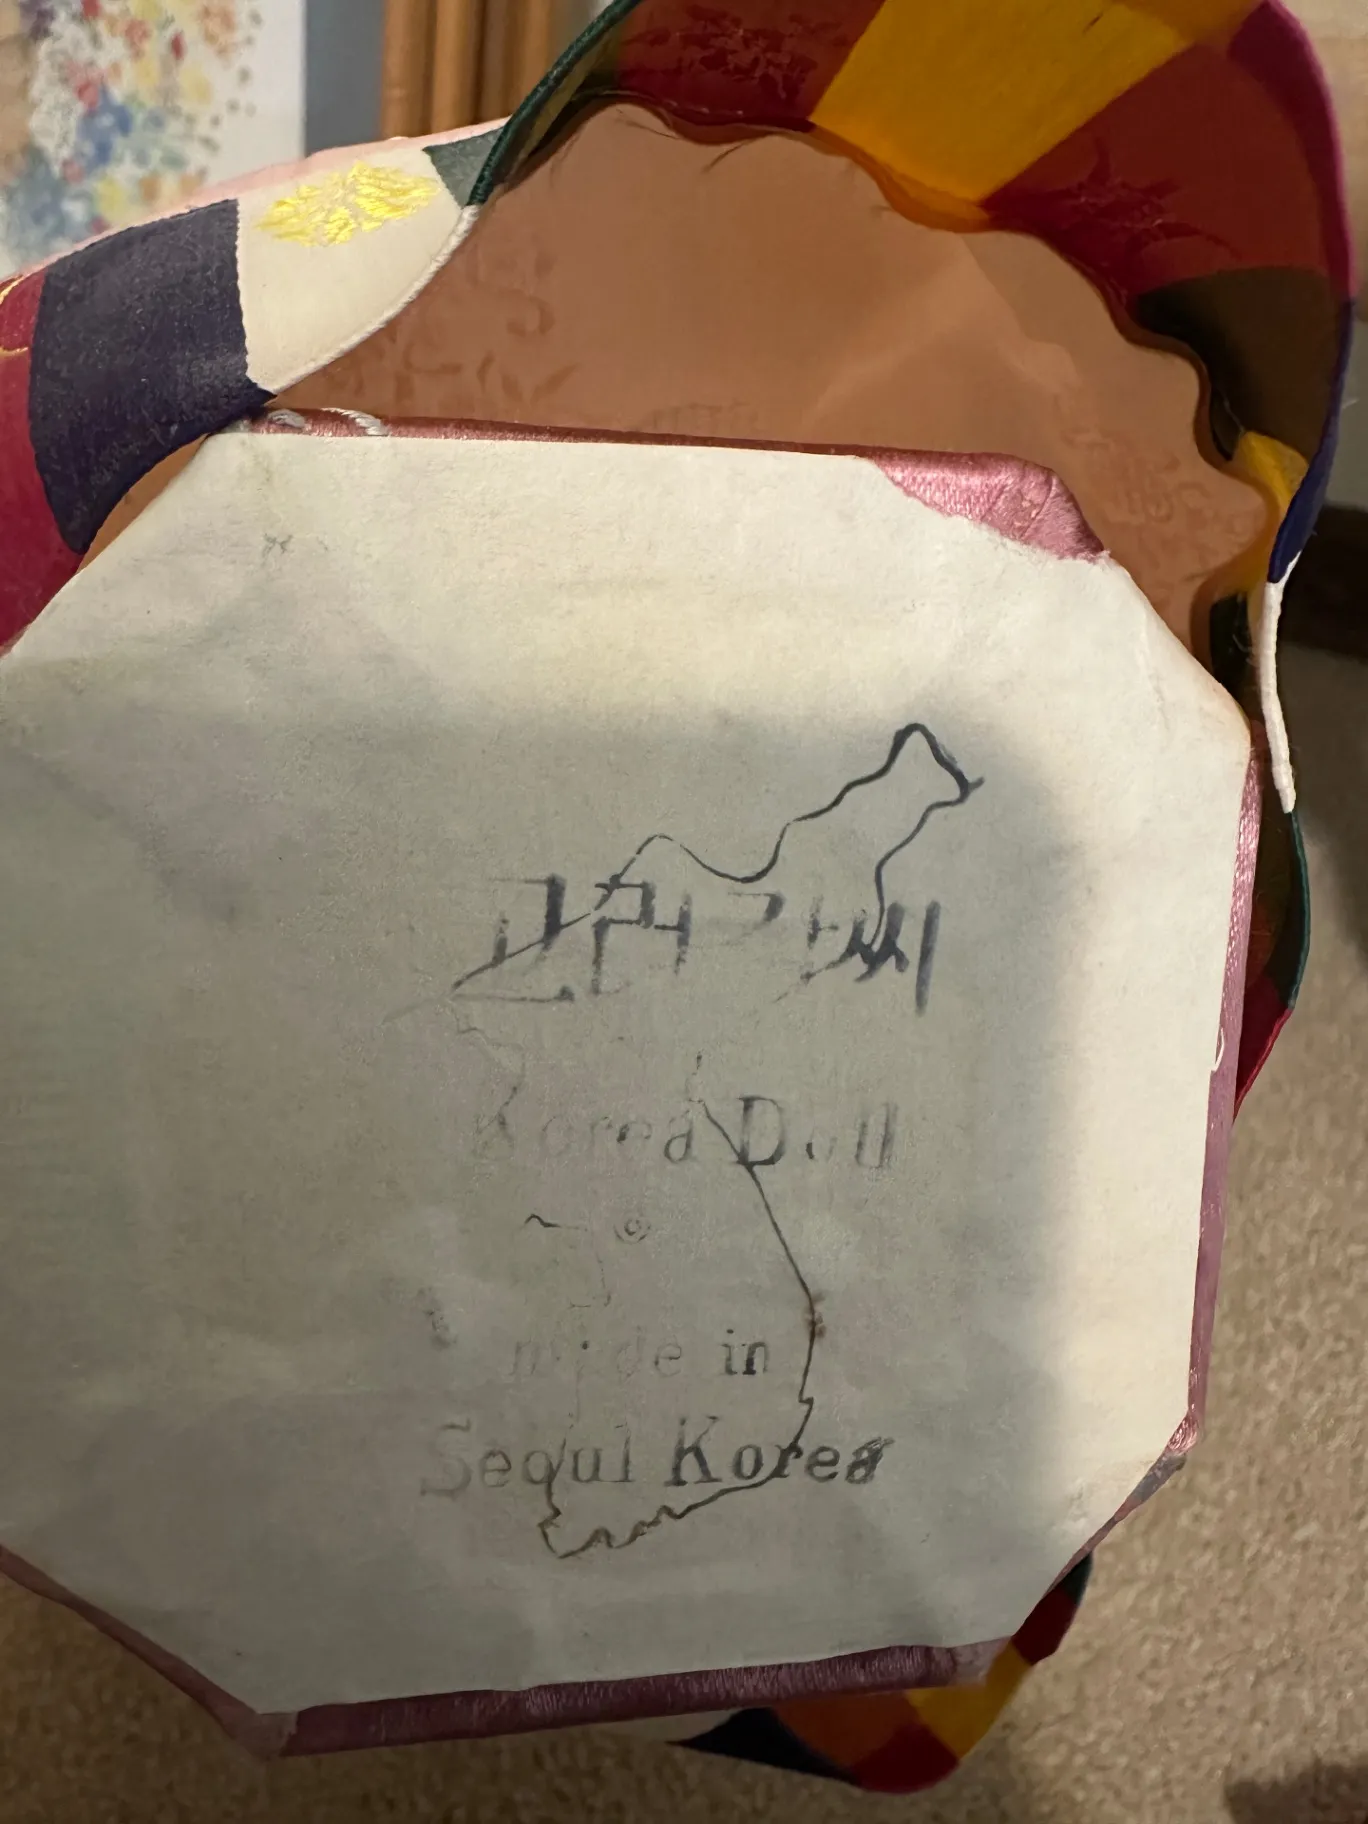 고려각씨
Korea Doll
made in
Seoul Korea